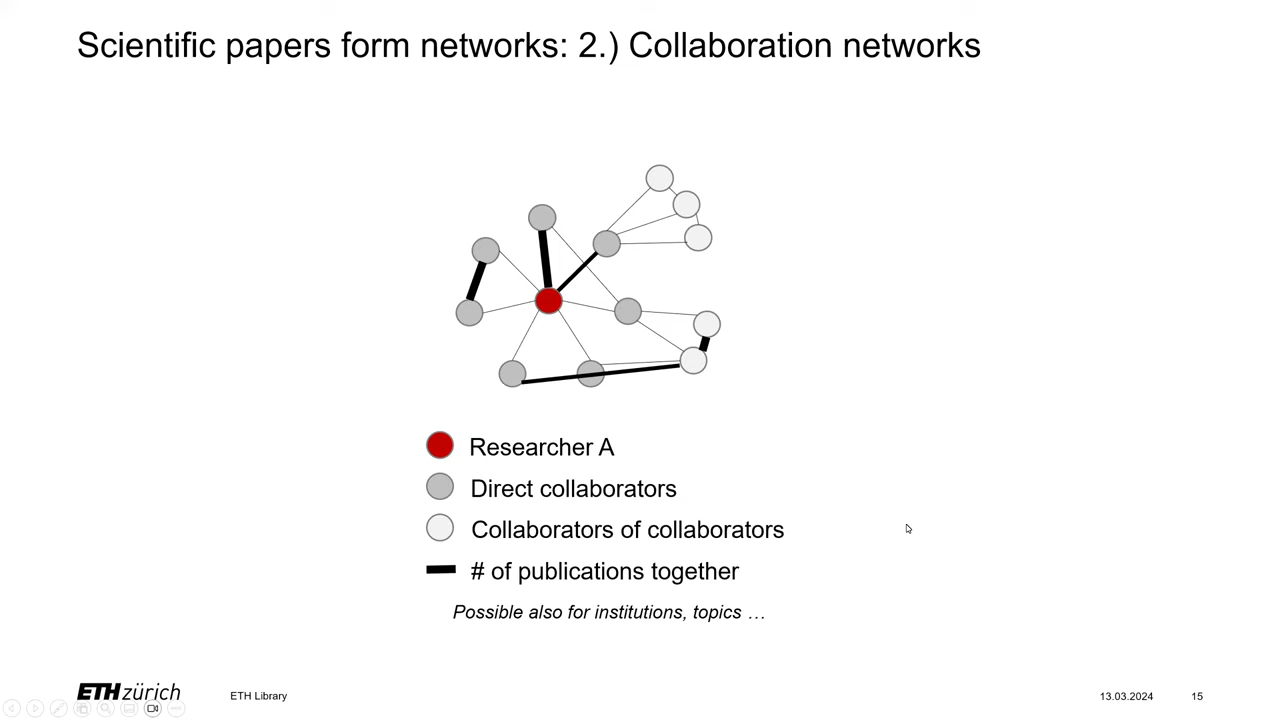 Scientific papers form networks: 2.) Collaboration networks
Researcher A
Direct collaborators
Collaborators of collaborators
# of publications together
Possible also for institutions, topics …
ETH zürich
ETH Library
13.03.2024
15